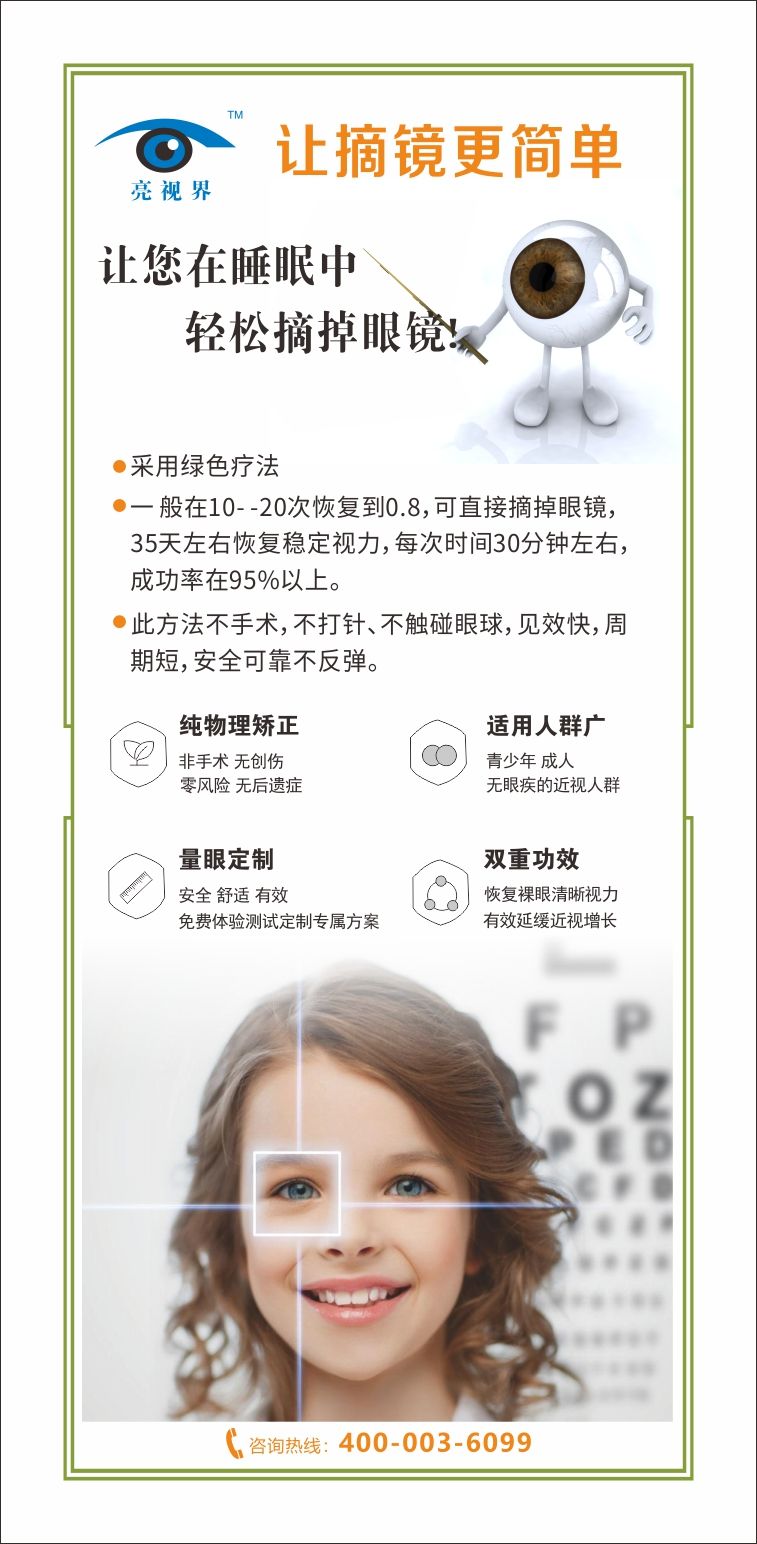 TM
亮视界
让摘镜更简单
让您在睡眠中
轻松摘掉眼镜!
采用绿色疗法
一般在10--20次恢复到0.8,可直接摘掉眼镜,
35天左右恢复稳定视力,每次时间30分钟左右,
成功率在95%以上。
此方法不手术,不打针、不触碰眼球,见效快,周
期短,安全可靠不反弹。
纯物理矫正
非手术 无创伤
零风险 无后遗症
适用人群广
青少年 成人
无眼疾的近视人群
量眼定制
安全 舒适 有效
免费体验测试定制专属方案
双重功效
恢复裸眼清晰视力
有效延缓近视增长
F P
T O Z
P E D
咨询热线: 400-003-6099